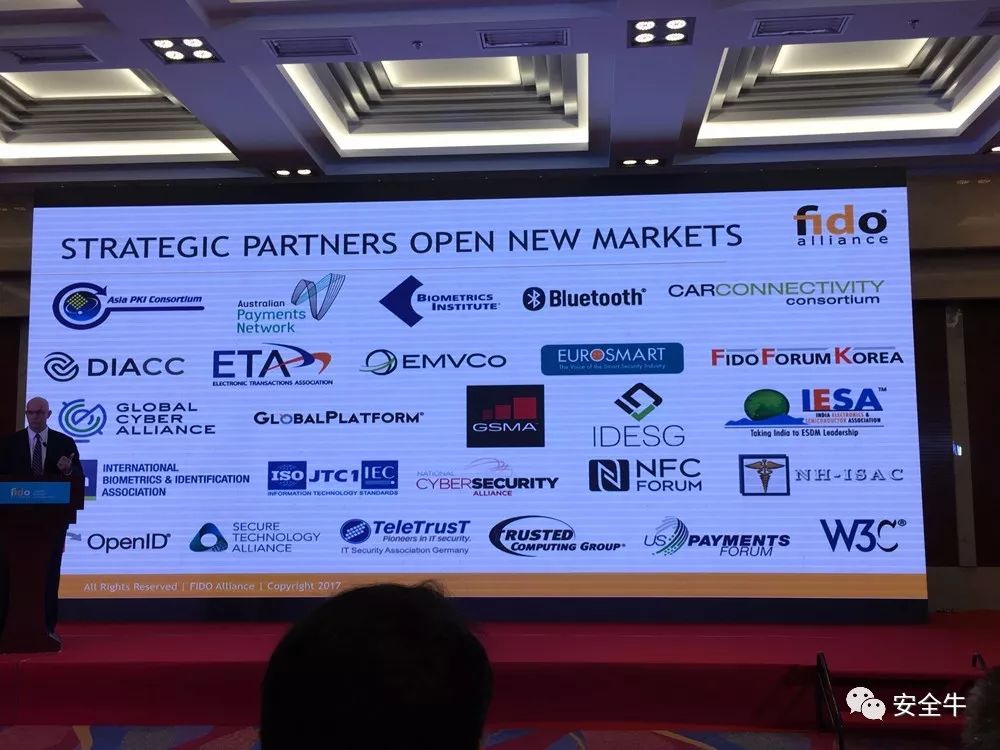 STRATEGIC PARTNERS OPEN NEW MARKETS
fido
alliance
Asia PKI Consortium
Australian
Payments
Network
BIOMETRICS
INSTITUTE
Bluetooth®
CARCONNECTIVITY
consortium
DIACC
ETA
ELECTRONIC TRANSACTIONS ASSOCIATION
EMVCo
EUROSMART
The Voice of the Smart Security Industry
FIDO FORUM KOREA
GLOBAL
CYBER
ALLIANCE
GLOBALPLATFORM®
GSMA
IDESG
IESA™
INDIA ELECTRONICS &
SEMICONDUCTOR ASSOCIATION
Taking India to ESDM Leadership
INTERNATIONAL
BIOMETRICS & IDENTIFICATION
ASSOCIATION
ISO JTC1 IEC
INFORMATION TECHNOLOGY STANDARDS
NATIONAL
CYBERSECURITY
ALLIANCE
NFC
FORUM
NH-ISAC
OpenID®
SECURE
TECHNOLOGY
ALLIANCE
TeleTrusT
Pioneers in IT security.
IT Security Association Germany
TRUSTED
COMPUTING GROUP®
US PAYMENTS
FORUM
W3C®
All Rights Reserved | FIDO Alliance | Copyright 2017
fido
安全牛